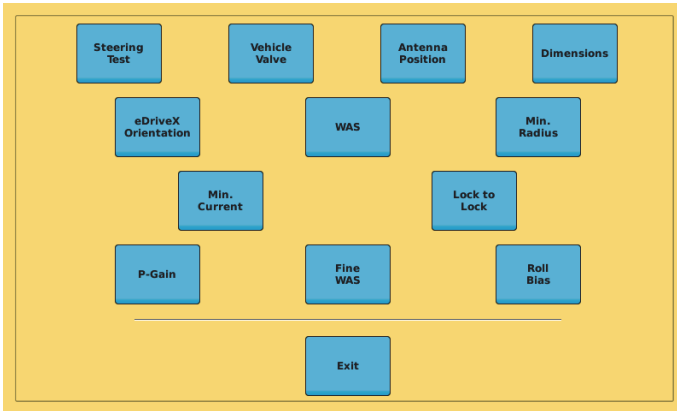 Steering
Test
Vehicle
Valve
Antenna
Position
Dimensions
eDriveX
Orientation
WAS
Min.
Radius
Min.
Current
Lock to
Lock
P-Gain
Fine
WAS
Roll
Bias
Exit